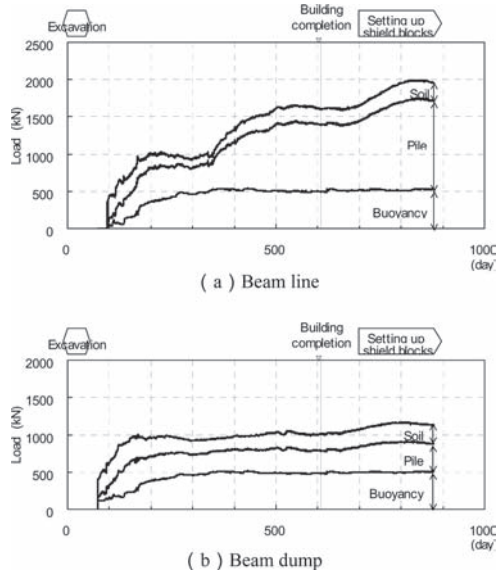 Excavation
Building
completion
Setting up
shield blocks
2500
2000
1500
1000
500
0
Load (kN)
Soil
Pile
Buoyancy
0
500
1000
(day)
( a ) Beam line
Excavation
Building
completion
Setting up
shield blocks
2000
1500
1000
500
0
Load (kN)
Soil
Pile
Buoyancy
0
500
1000
(day)
( b ) Beam dump